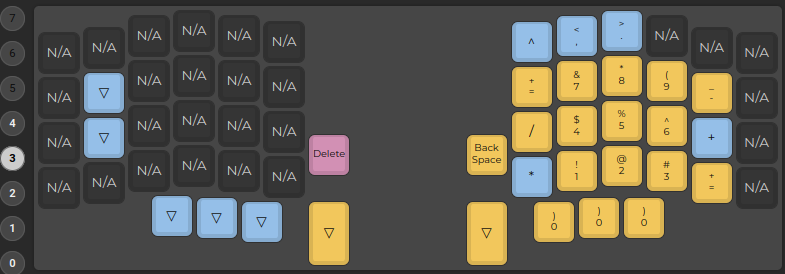 7
6
5
4
3
2
1
0
N/A
N/A
N/A
N/A
N/A
N/A
^
<
,
>
.
N/A
N/A
N/A
N/A
▽
N/A
N/A
N/A
N/A
+
=
&
7
*
8
(
9
_
-
N/A
N/A
▽
N/A
N/A
N/A
N/A
/
$
4
%
5
^
6
+
N/A
N/A
N/A
N/A
N/A
N/A
N/A
Delete
Back
Space
*
!
1
@
2
#
3
+
=
N/A
▽
▽
▽
▽
▽
)
0
)
0
)
0